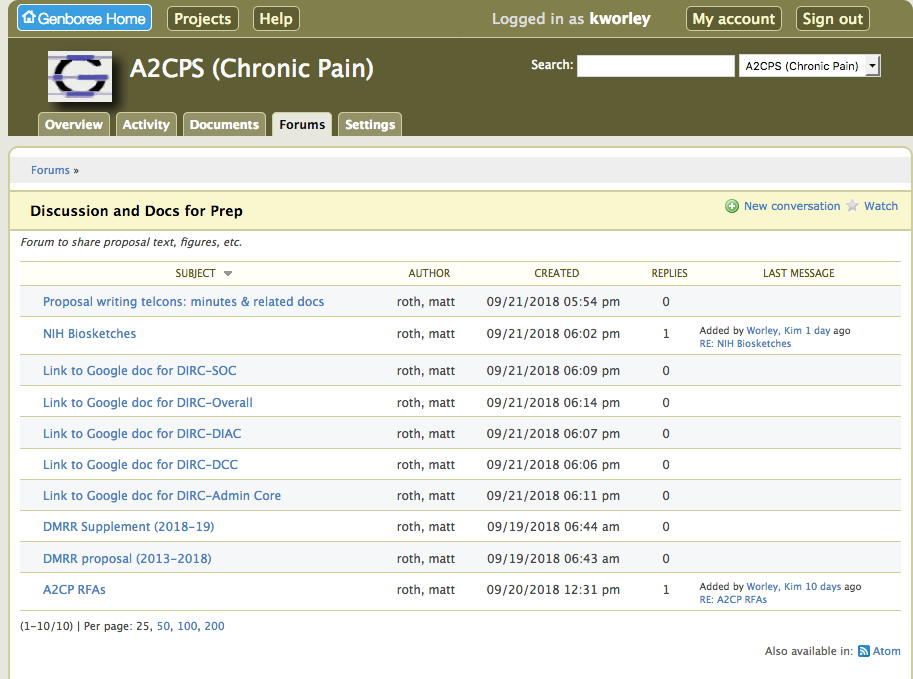 Genboree Home Projects Help Logged in as kworley My account Sign out
A2CPS (Chronic Pain) Search: A2CPS (Chronic Pain)
Overview Activity Documents Forums Settings
Forums »
Discussion and Docs for Prep New conversation Watch
Forum to share proposal text, figures, etc.
SUBJECT AUTHOR CREATED REPLIES LAST MESSAGE
Proposal writing telcons: minutes & related docs roth, matt 09/21/2018 05:54 pm 0
NIH Biosketches roth, matt 09/21/2018 06:02 pm 1 Added by Worley, Kim 1 day ago
RE: NIH Biosketches
Link to Google doc for DIRC-SOC roth, matt 09/21/2018 06:09 pm 0
Link to Google doc for DIRC-Overall roth, matt 09/21/2018 06:14 pm 0
Link to Google doc for DIRC-DIAC roth, matt 09/21/2018 06:07 pm 0
Link to Google doc for DIRC-DCC roth, matt 09/21/2018 06:06 pm 0
Link to Google doc for DIRC-Admin Core roth, matt 09/21/2018 06:11 pm 0
DMRR Supplement (2018-19) roth, matt 09/19/2018 06:44 am 0
DMRR proposal (2013-2018) roth, matt 09/19/2018 06:43 am 0
A2CP RFAs roth, matt 09/20/2018 12:31 pm 1 Added by Worley, Kim 10 days ago
RE: A2CP RFAs
(1-10/10) | Per page: 25, 50, 100, 200
Also available in: Atom